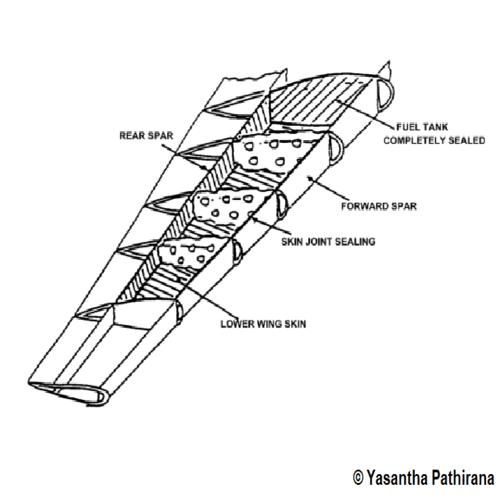 REAR SPAR
FUEL TANK
COMPLETELY SEALED
FORWARD SPAR
SKIN JOINT SEALING
LOWER WING SKIN
© Yasantha Pathirana